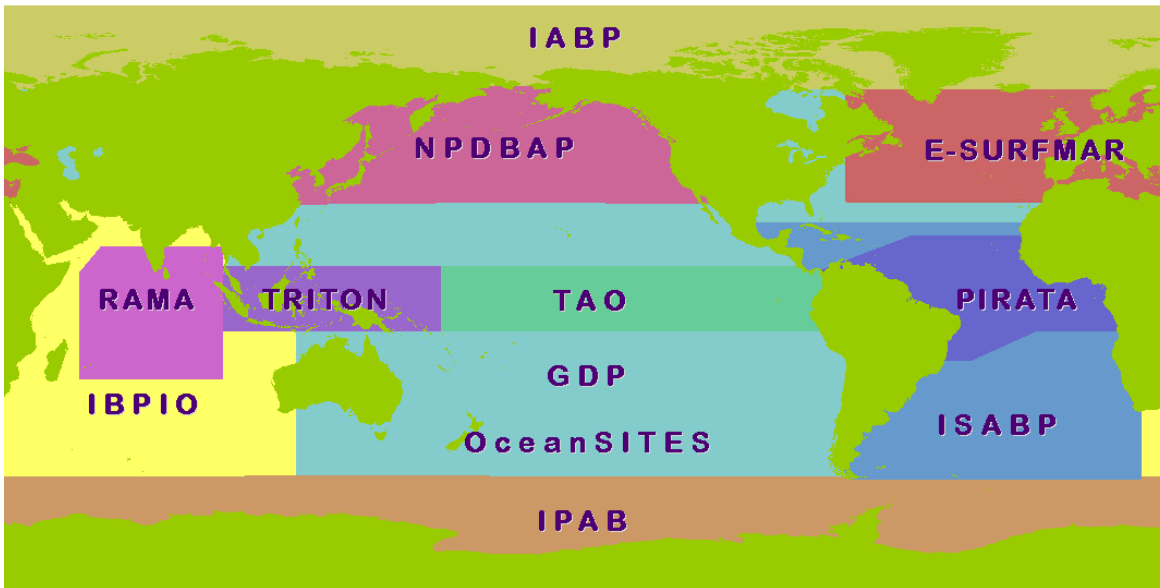 IABP
NPDBAP
E-SURFMAR
RAMA
TRITON
TAO
PIRATA
GDP
IBPIO
ISABP
OceanSITES
IPAB